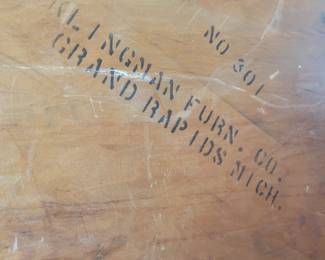 NO 301
KLINGMAN FURN. CO.
GRAND RAPIDS MICH.